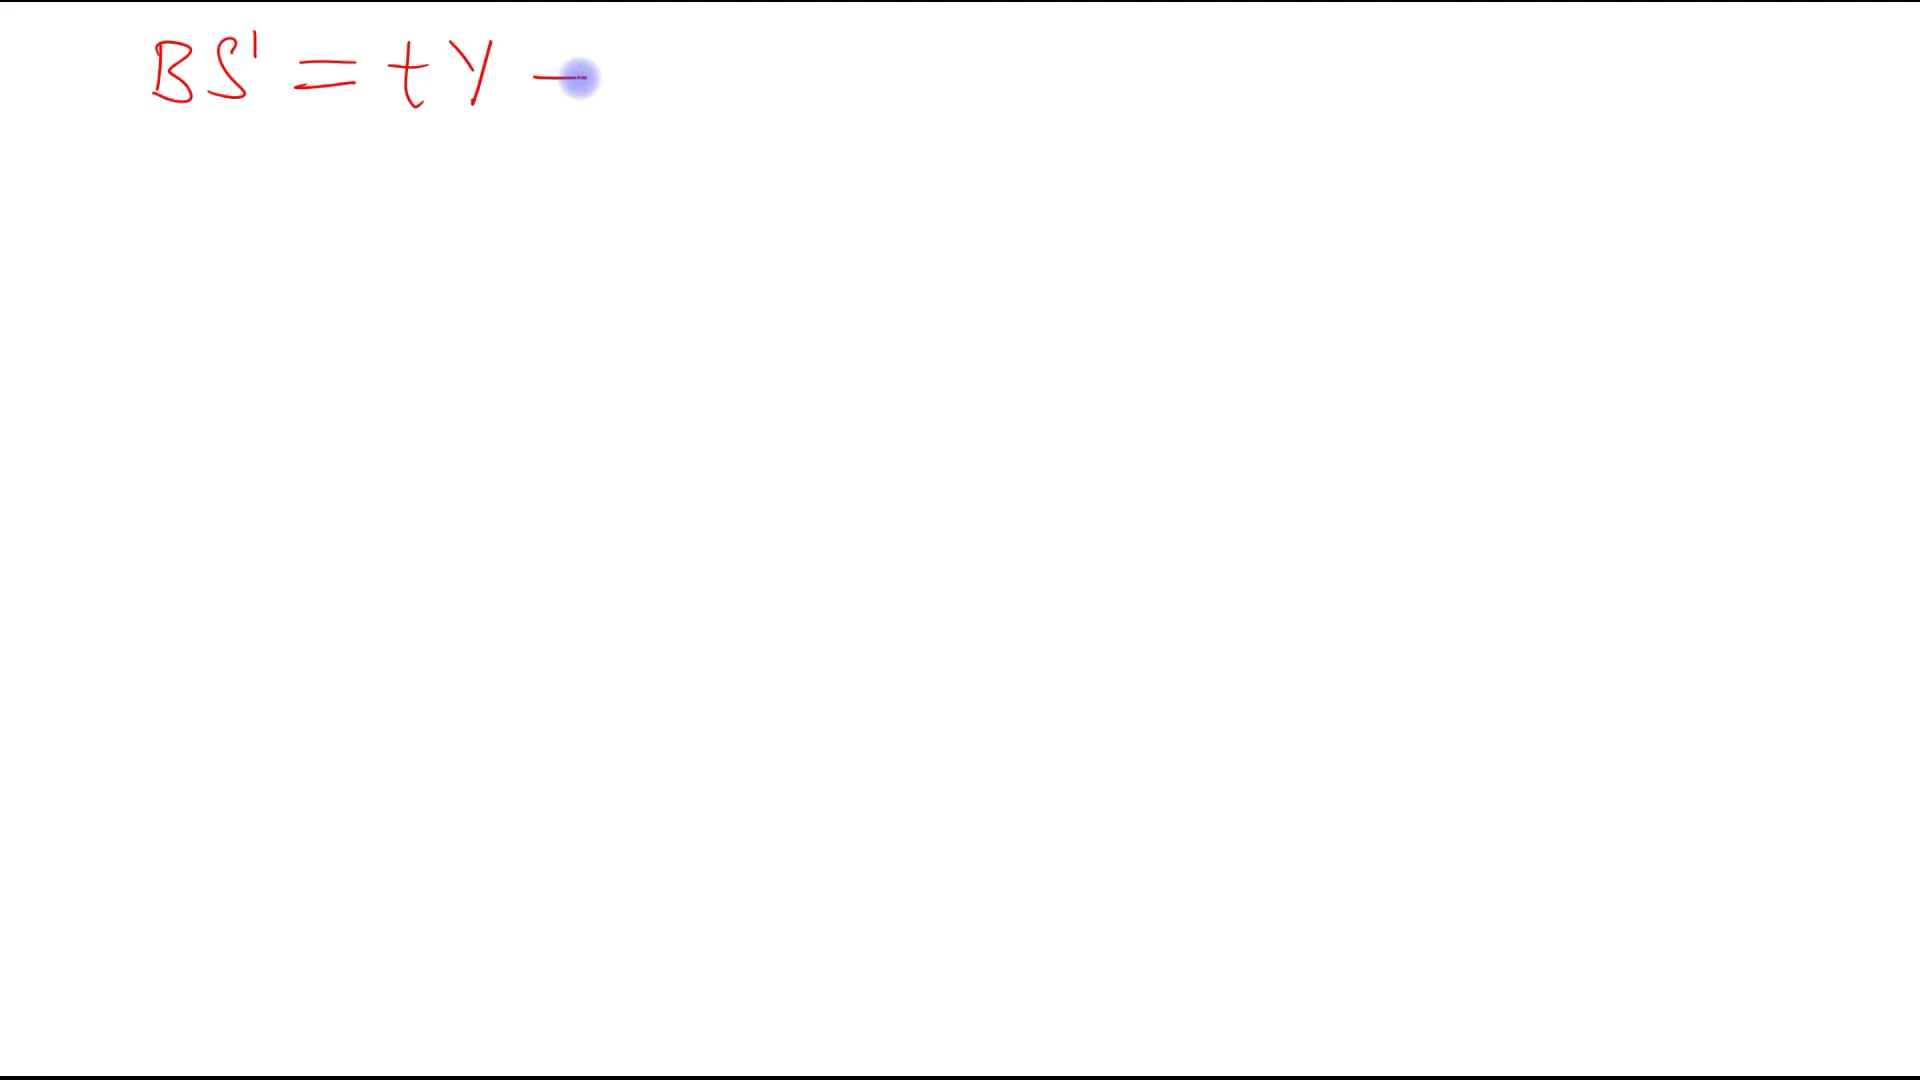 BS' = tY -